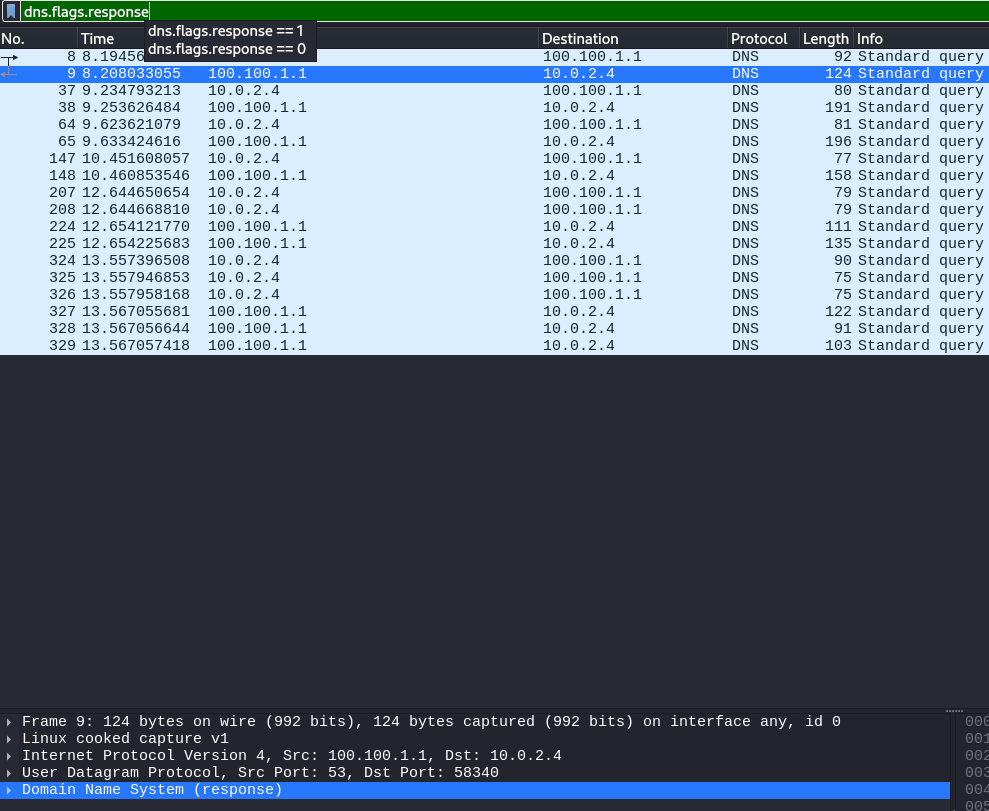 dns.flags.response
dns.flags.response == 1
dns.flags.response == 0
No. Time Destination Protocol Length Info
8 8.19456 100.100.1.1 DNS 92 Standard query
9 8.208033055 100.100.1.1 10.0.2.4 DNS 124 Standard query
37 9.234793213 10.0.2.4 100.100.1.1 DNS 80 Standard query
38 9.253626484 100.100.1.1 10.0.2.4 DNS 191 Standard query
64 9.623621079 10.0.2.4 100.100.1.1 DNS 81 Standard query
65 9.633424616 100.100.1.1 10.0.2.4 DNS 196 Standard query
147 10.451608057 10.0.2.4 100.100.1.1 DNS 77 Standard query
148 10.460853546 100.100.1.1 10.0.2.4 DNS 158 Standard query
207 12.644650654 10.0.2.4 100.100.1.1 DNS 79 Standard query
208 12.644668810 10.0.2.4 100.100.1.1 DNS 79 Standard query
224 12.654121770 100.100.1.1 10.0.2.4 DNS 111 Standard query
225 12.654225683 100.100.1.1 10.0.2.4 DNS 135 Standard query
324 13.557396508 10.0.2.4 100.100.1.1 DNS 90 Standard query
325 13.557946853 10.0.2.4 100.100.1.1 DNS 75 Standard query
326 13.557958168 10.0.2.4 100.100.1.1 DNS 75 Standard query
327 13.567055681 100.100.1.1 10.0.2.4 DNS 122 Standard query
328 13.567056644 100.100.1.1 10.0.2.4 DNS 91 Standard query
329 13.567057418 100.100.1.1 10.0.2.4 DNS 103 Standard query
Frame 9: 124 bytes on wire (992 bits), 124 bytes captured (992 bits) on interface any, id 0 000
Linux cooked capture v1 001
Internet Protocol Version 4, Src: 100.100.1.1, Dst: 10.0.2.4 002
User Datagram Protocol, Src Port: 53, Dst Port: 58340 003
Domain Name System (response) 004
005